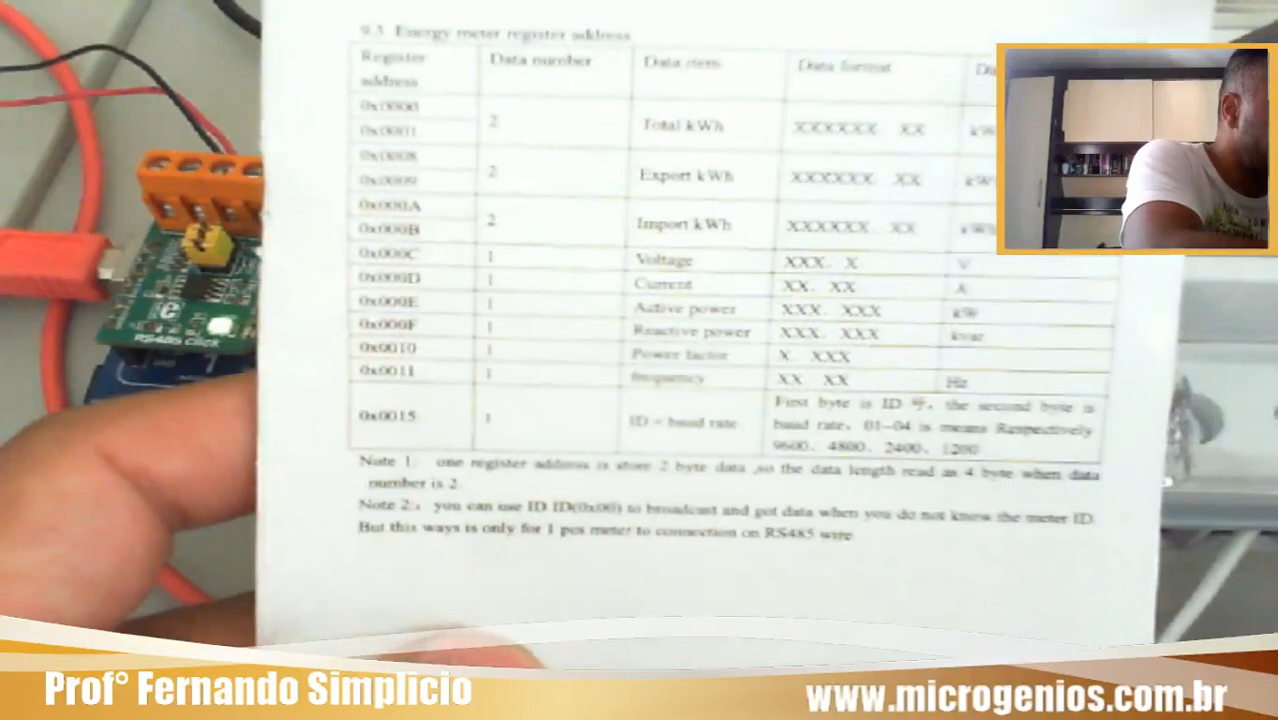 9.3 Energy meter register address
Register address Data number Data item Data format
0x0000
0x0001 2 Total kWh XXXXXX. XX
0x0008
0x0009 2 Export kWh XXXXXX. XX
0x000A
0x000B 2 Import kWh XXXXXX. XX
0x000C 1 Voltage XXX. X V
0x000D 1 Current XX. XX A
0x000E 1 Active power XXX. XXX kW
0x000F 1 Reactive power XXX. XXX kvar
0x0010 1 Power factor X. XXX
0x0011 1 frequency XX. XX Hz
First byte is ID 号, the second byte is
0x0015 1 ID + baud rate baud rate, 01-04 is means Respectively
9600, 4800, 2400, 1200
Note 1: one register address is store 2 byte data ,so the data length read as 4 byte when data
number is 2.
Note 2:, you can use ID ID(0x00) to broadcast and get data when you do not know the meter ID.
But this ways is only for 1 pcs meter to connection on RS485 wire
RS485 Click
Prof° Fernando Simplicio
www.microgenios.com.br